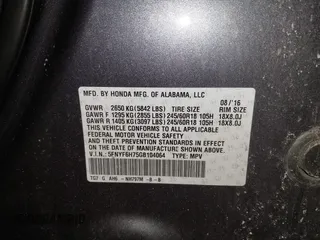 MFD. BY HONDA MFG. OF ALABAMA, LLC 08/'16
GVWR 2650 KG(5842 LBS) TIRE SIZE RIM SIZE
GAWR F 1295 KG(2855 LBS) 245/60R18 105H 18X8.0J
GAWR R 1405 KG(3097 LBS) 245/60R18 105H 18X8.0J
THIS VEHICLE CONFORMS TO ALL APPLICABLE
FEDERAL MOTOR VEHICLE SAFETY
AND THEFT PREVENTION STANDARDS IN EFFECT ON
THE DATE OF MANUFACTURE SHOWN ABOVE.
V.I.N.: 5FNYF6H75GB104064 TYPE: MPV
TG7 G AH6- NH797M -B -B